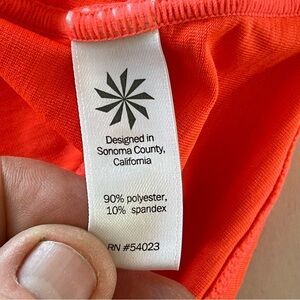 Designed in
Sonoma County,
California
90% polyester,
10% spandex
RN #54023